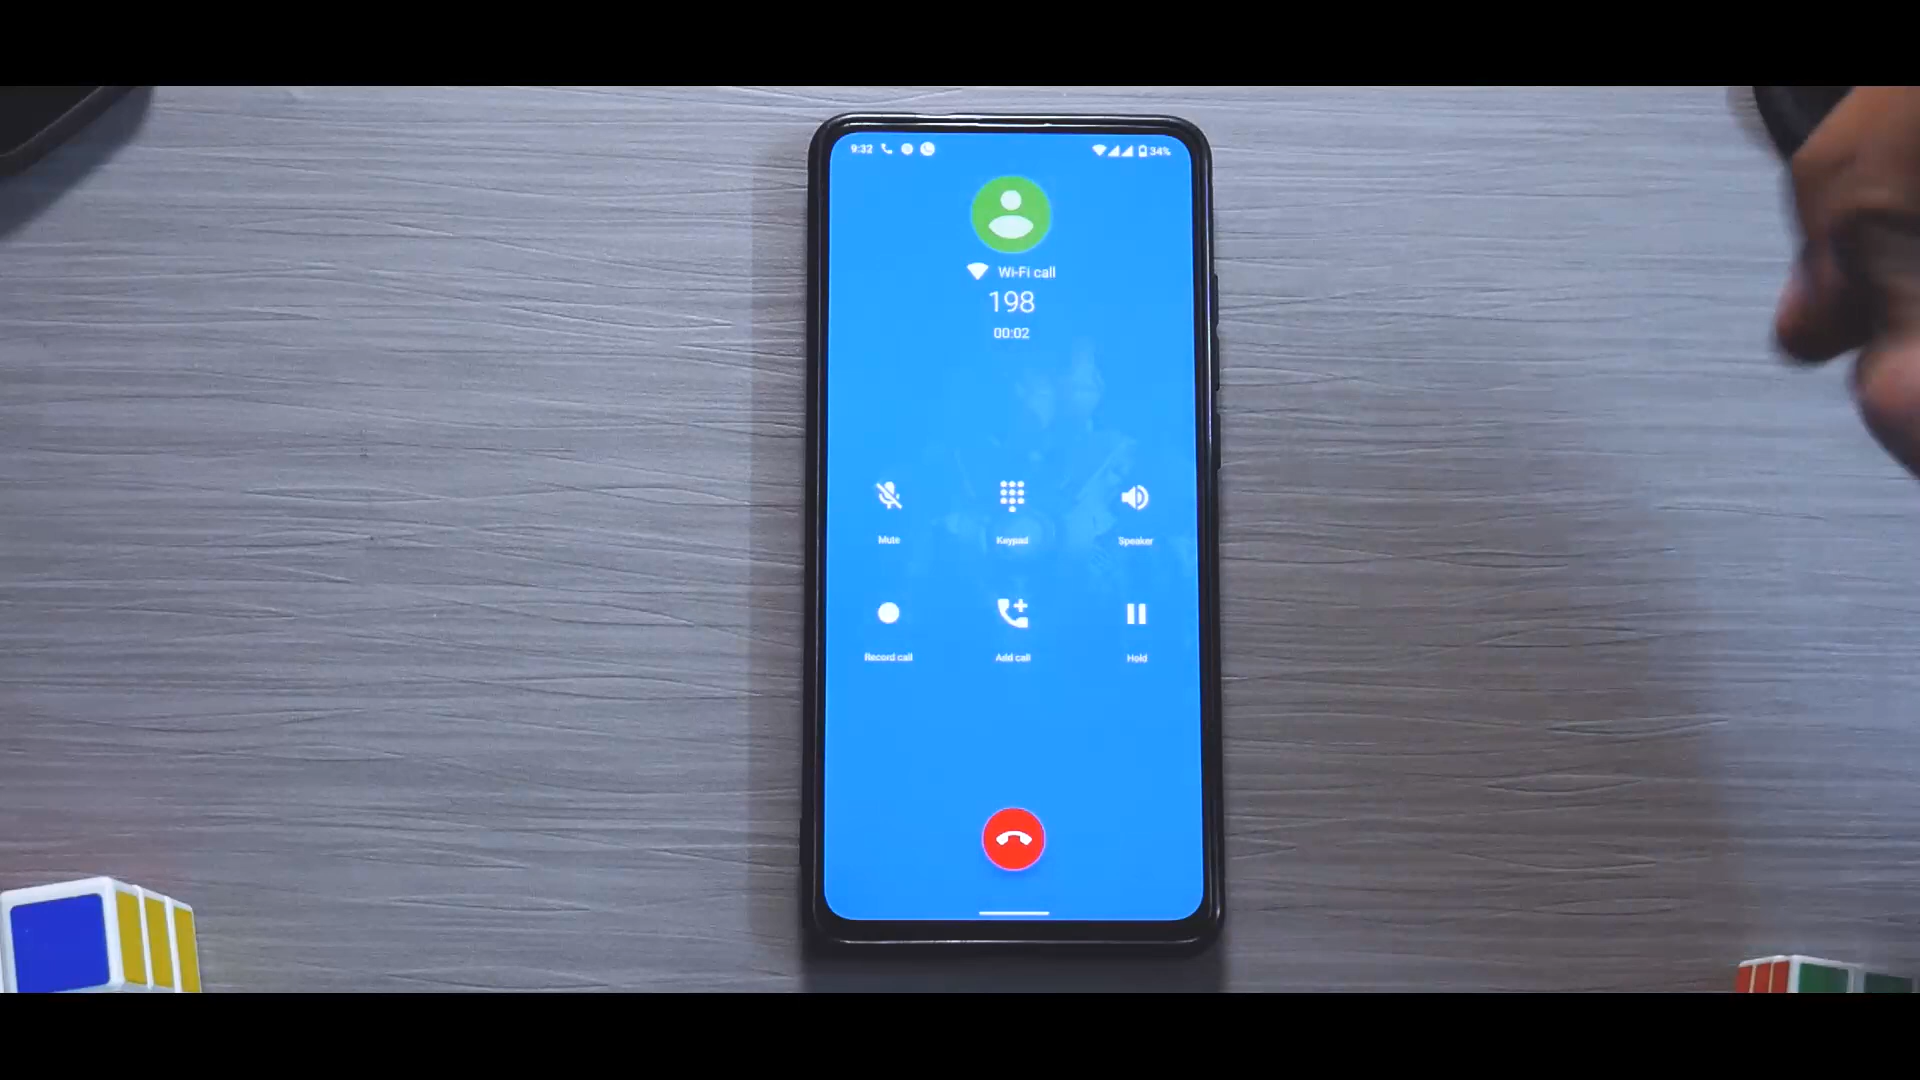 9:32 34%
Wi-Fi call
198
00:02
Mute Keypad Speaker
Record call Add call Hold